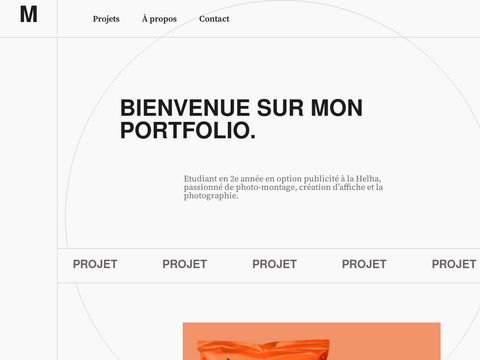 M
Projets À propos Contact
BIENVENUE SUR MON
PORTFOLIO.
Etudiant en 2e année en option publicité à la Helha,
passionné de photo-montage, création d'affiche et la
photographie.
PROJET PROJET PROJET PROJET PROJET